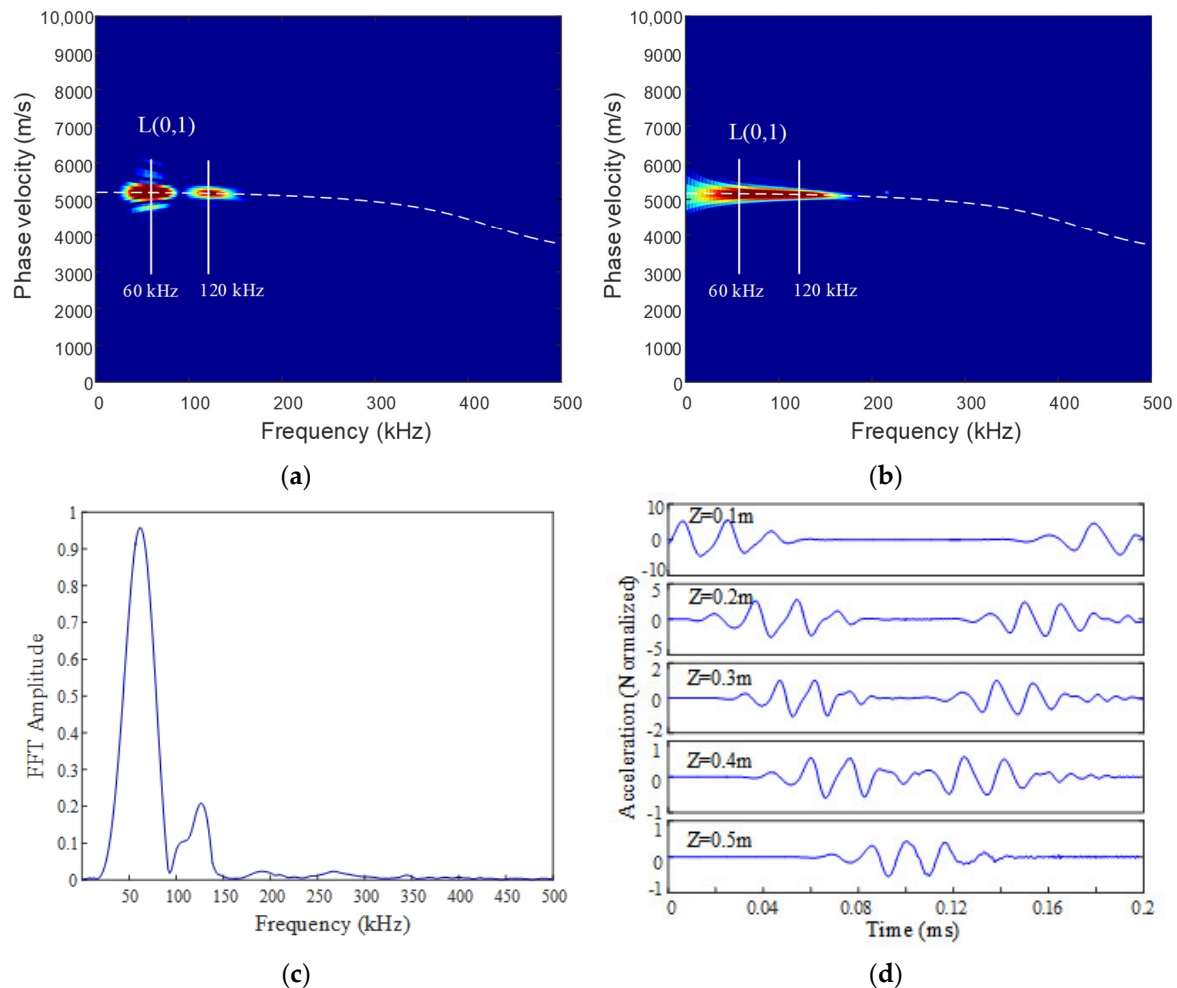 10,000
9000
8000
7000
6000
5000
4000
3000
2000
1000
0
Phase velocity (m/s)
L(0,1)
60 kHz
120 kHz
0 100 200 300 400 500
Frequency (kHz)
(a)
10,000
9000
8000
7000
6000
5000
4000
3000
2000
1000
0
Phase velocity (m/s)
L(0,1)
60 kHz
120 kHz
0 100 200 300 400 500
Frequency (kHz)
(b)
1
0.9
0.8
0.7
0.6
0.5
0.4
0.3
0.2
0.1
0
FFT Amplitude
50 100 150 200 250 300 350 400 450 500
Frequency (kHz)
(c)
Acceleration (Normalized)
10
0
-10
Z=0.1m
5
0
-5
Z=0.2m
2
0
-2
Z=0.3m
1
0
-1
Z=0.4m
1
0
-1
Z=0.5m
0 0.04 0.08 0.12 0.16 0.2
Time (ms)
(d)